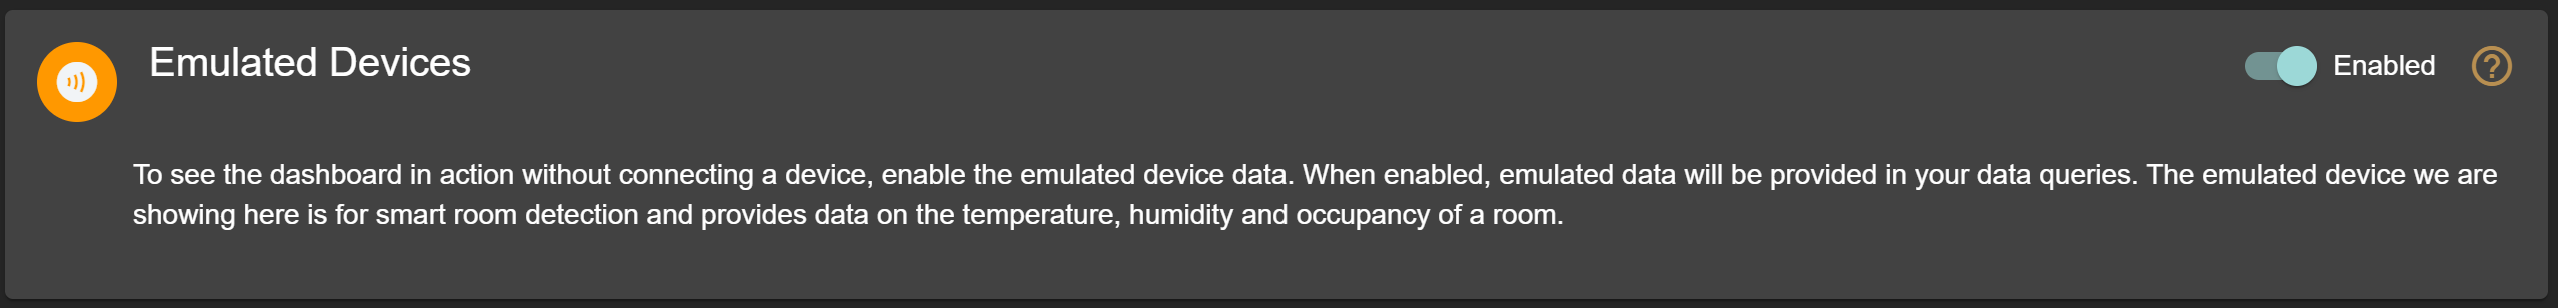 Emulated Devices
Enabled
To see the dashboard in action without connecting a device, enable the emulated device data. When enabled, emulated data will be provided in your data queries. The emulated device we are
showing here is for smart room detection and provides data on the temperature, humidity and occupancy of a room.